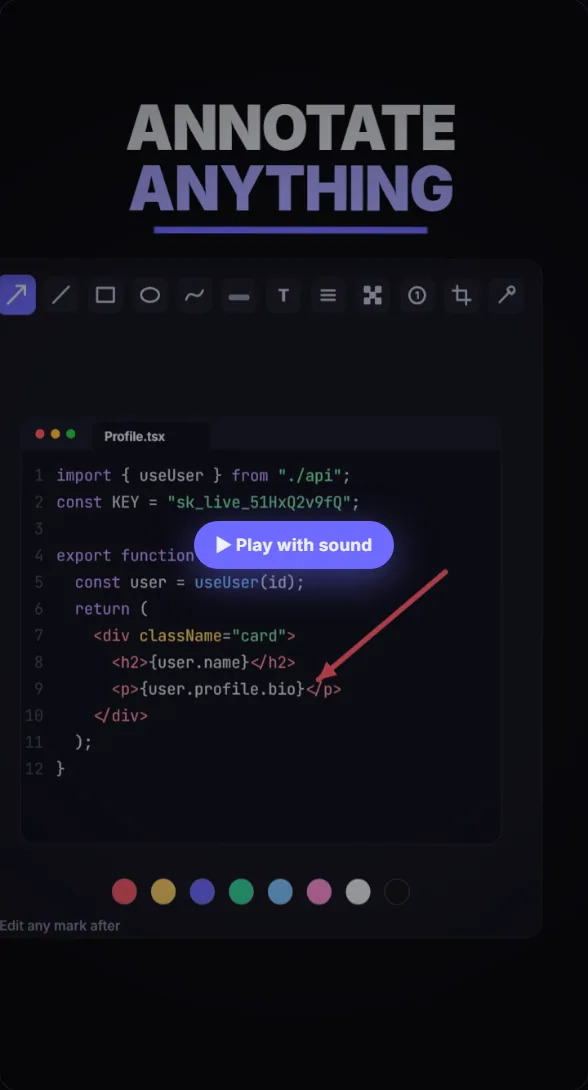 ANNOTATE
ANYTHING
T
1
Profile.tsx
1 import { useUser } from "./api";
2 const KEY = "sk_live_51HxQ2v9fQ";
3
▶ Play with sound
4 export function
5 const user = useUser(id);
6 return (
7 <div className="card">
8 <h2>{user.name}</h2>
9 <p>{user.profile.bio}</p>
10 </div>
11 );
12 }
Edit any mark after